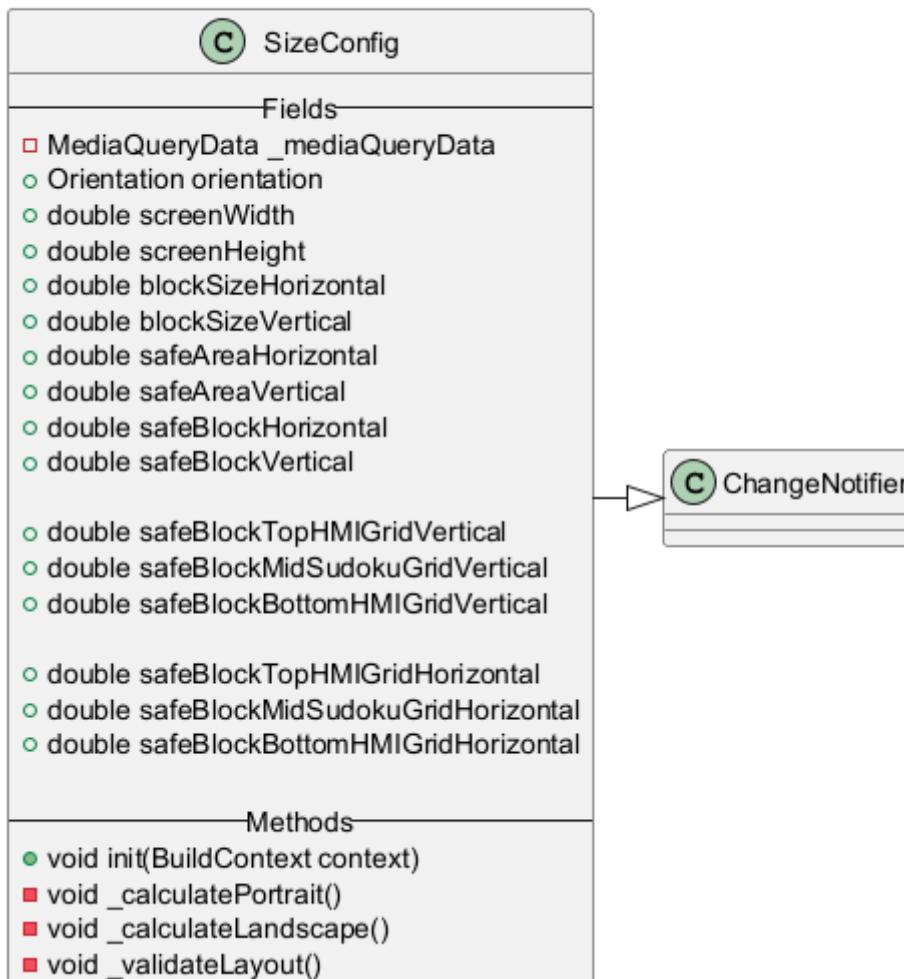 C SizeConfig
Fields
MediaQueryData _mediaQueryData
Orientation orientation
double screenWidth
double screenHeight
double blockSizeHorizontal
double blockSizeVertical
double safeAreaHorizontal
double safeAreaVertical
double safeBlockHorizontal
double safeBlockVertical
double safeBlockTopHMIGridVertical
double safeBlockMidSudokuGridVertical
double safeBlockBottomHMIGridVertical
double safeBlockTopHMIGridHorizontal
double safeBlockMidSudokuGridHorizontal
double safeBlockBottomHMIGridHorizontal
Methods
void init(BuildContext context)
void _calculatePortrait()
void _calculateLandscape()
void _validateLayout()
C ChangeNotifier